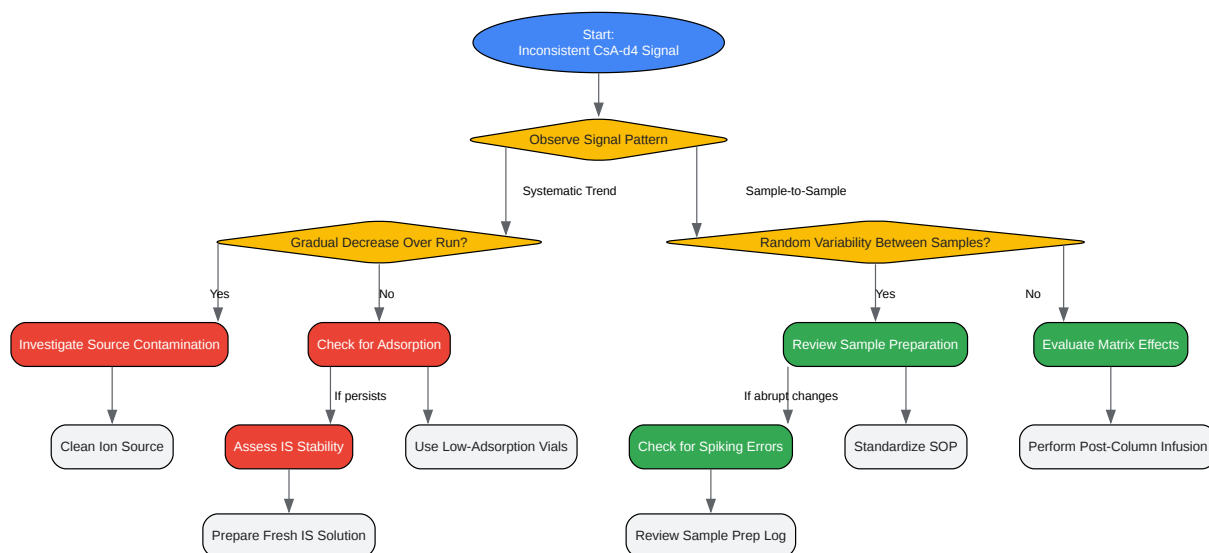 Start:
Inconsistent CsA-d4 Signal
Observe Signal Pattern
Systematic Trend
Sample-to-Sample
Gradual Decrease Over Run?
Random Variability Between Samples?
Yes
No
Yes
No
Investigate Source Contamination
Check for Adsorption
Review Sample Preparation
Evaluate Matrix Effects
If persists
If abrupt changes
Clean Ion Source
Assess IS Stability
Use Low-Adsorption Vials
Check for Spiking Errors
Standardize SOP
Perform Post-Column Infusion
Prepare Fresh IS Solution
Review Sample Prep Log